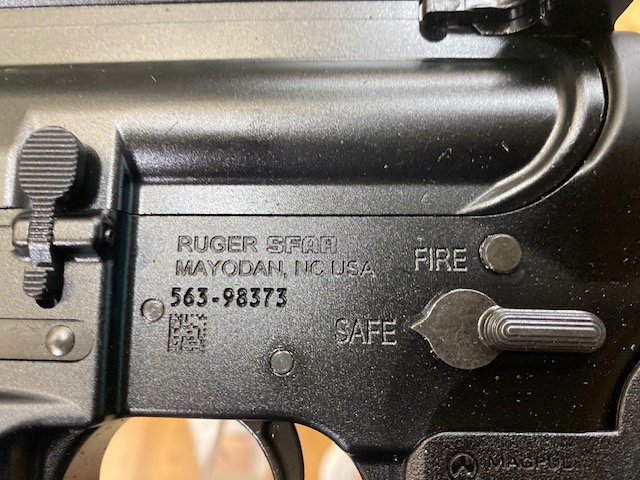 RUGER SFAR
MAYODAN, NC USA
563-98373
FIRE
SAFE
MAGPUL